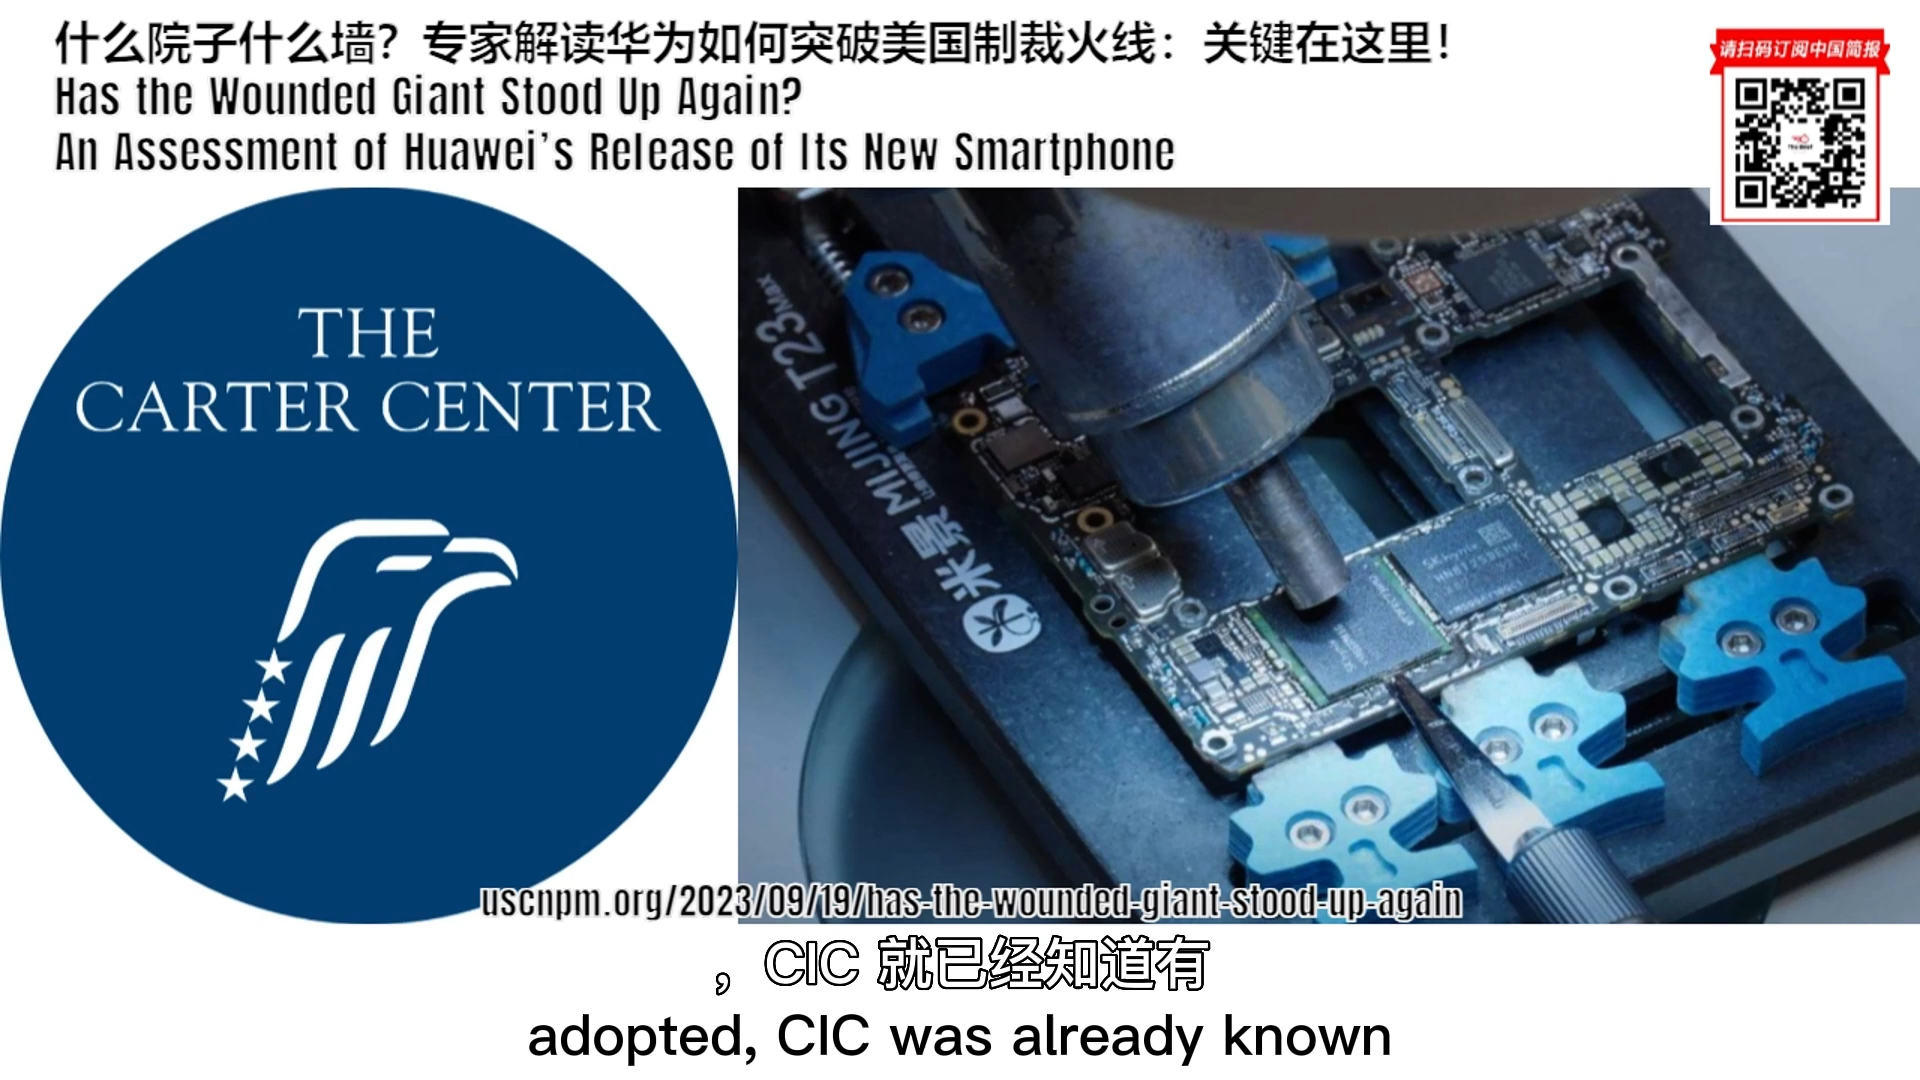 什么院子什么墙？专家解读华为如何突破美国制裁火线：关键在这里！
Has the Wounded Giant Stood Up Again?
An Assessment of Huawei’s Release of Its New Smartphone
请扫码订阅中国简报
THE
CARTER CENTER
米景 MIJING T23 MAX
SK hynix
uscnpm.org/2023/09/19/has-the-wounded-giant-stood-up-again
，CIC 就已经知道有
adopted, CIC was already known